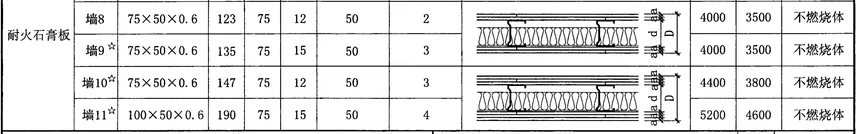 耐火石膏板
墙8 75×50×0.6 123 75 12 50 2 4000 3500 不燃烧体
墙9☆ 75×50×0.6 135 75 15 50 3 4000 3500 不燃烧体
墙10☆ 75×50×0.6 147 75 12 50 3 4400 3800 不燃烧体
墙11☆ 100×50×0.6 190 75 15 50 4 5200 4600 不燃烧体
aa d aa D
aaa d aaa D